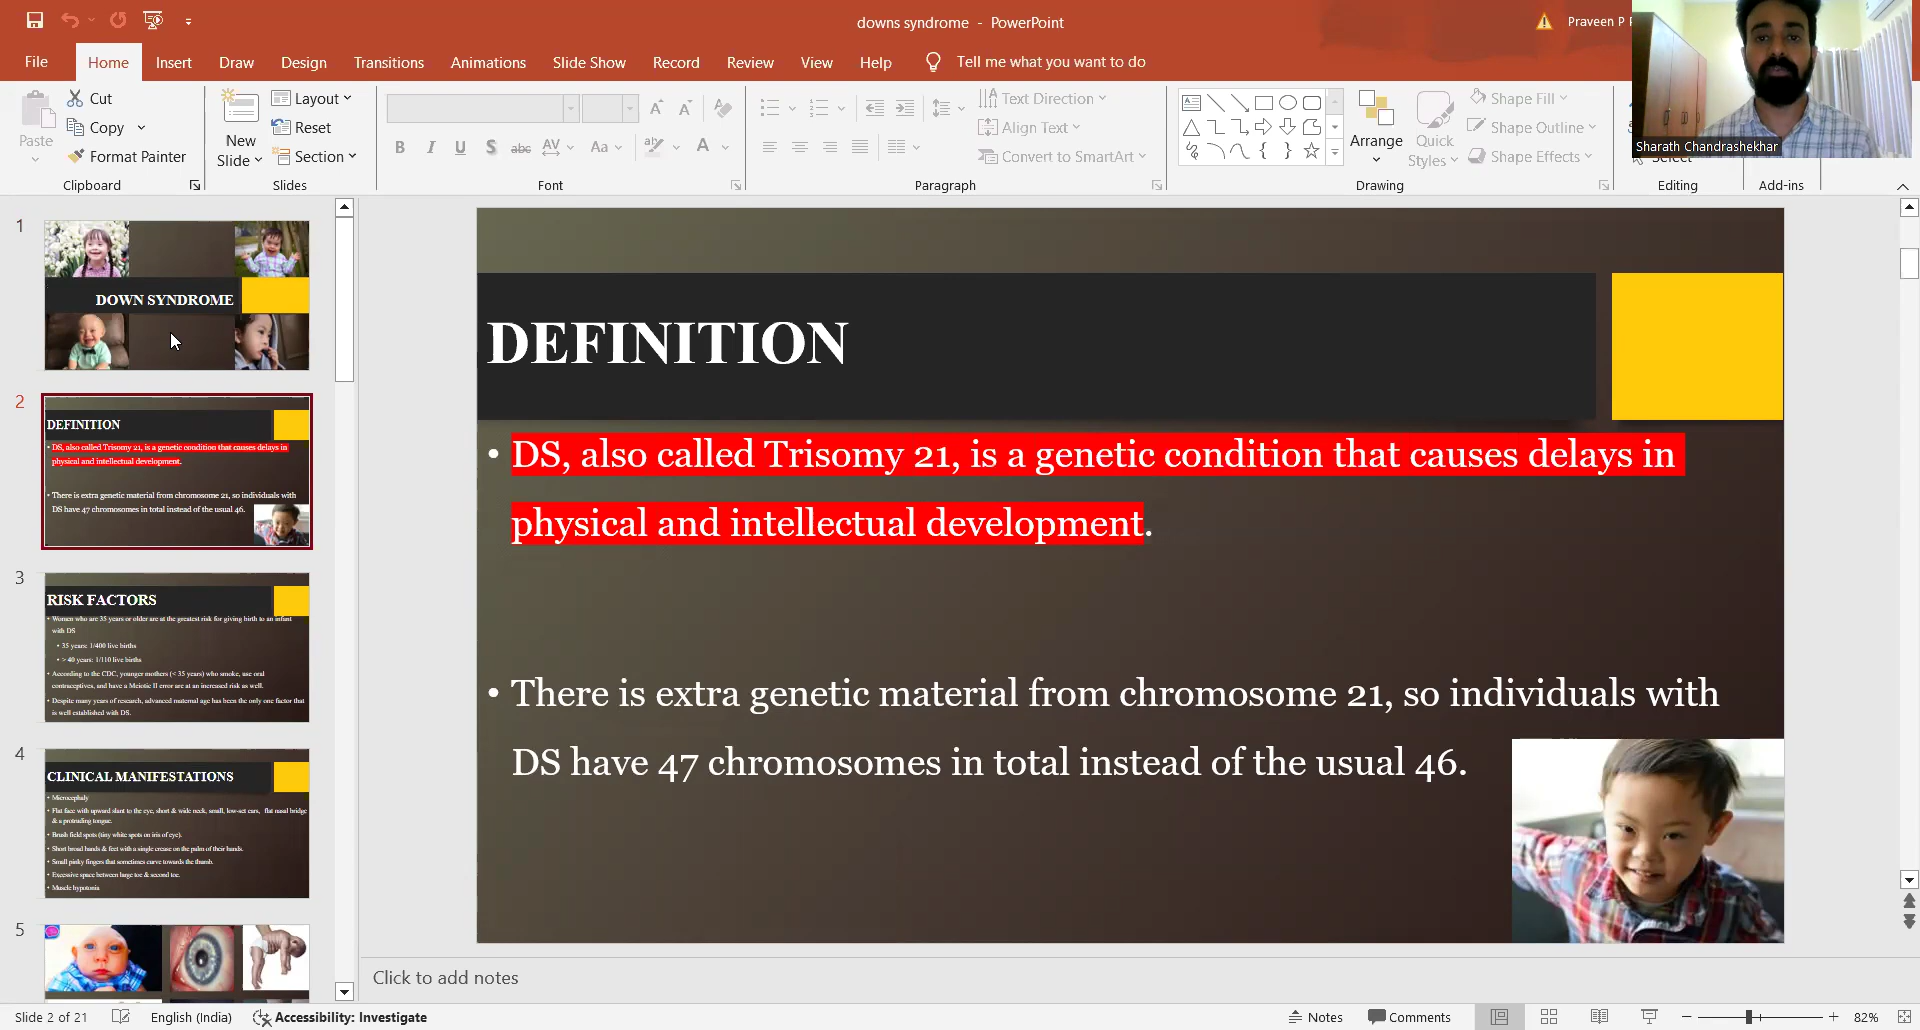 downs syndrome - PowerPoint
Praveen P
File
Home
Insert
Draw
Design
Transitions
Animations
Slide Show
Record
Review
View
Help
Tell me what you want to do
Sharath Chandrashekhar
Paste
Cut
Copy
Format Painter
Clipboard
New
Slide
Layout
Reset
Section
Slides
B I U S abc AV Aa A
Font
Text Direction
Align Text
Convert to SmartArt
Paragraph
Arrange
Quick
Styles
Shape Fill
Shape Outline
Shape Effects
Drawing
Select
Editing
Add-ins
1
DOWN SYNDROME
2
DEFINITION
• DS, also called Trisomy 21, is a genetic condition that causes delays in
physical and intellectual development.
• There is extra genetic material from chromosome 21, so individuals with
DS have 47 chromosomes in total instead of the usual 46.
3
RISK FACTORS
• Women who are 35 years or older are at the greatest risk for giving birth to an infant
with DS
• 35 years: 1/400 live births
• > 40 years: 1/110 live births
• According to the CDC, younger mothers (< 35 years) who smoke, use oral
contraceptives, and have a Meiotic II error are at an increased risk as well.
• Despite many years of research, advanced maternal age has been the only one factor that
is well established with DS.
4
CLINICAL MANIFESTATIONS
• Microcephaly
• Flat face with upward slant to the eye, short & wide neck, small, low-set ears, flat nasal bridge
& a protruding tongue.
• Brush field spots (tiny white spots on iris of eye).
• Short broad hands & feet with a single crease on the palm of their hands.
• Small pinky fingers that sometimes curve towards the thumb.
• Excessive space between large toe & second toe.
• Muscle hypotonia
5
DEFINITION
• DS, also called Trisomy 21, is a genetic condition that causes delays in
physical and intellectual development.
• There is extra genetic material from chromosome 21, so individuals with
DS have 47 chromosomes in total instead of the usual 46.
Click to add notes
Slide 2 of 21
English (India)
Accessibility: Investigate
Notes
Comments
82%